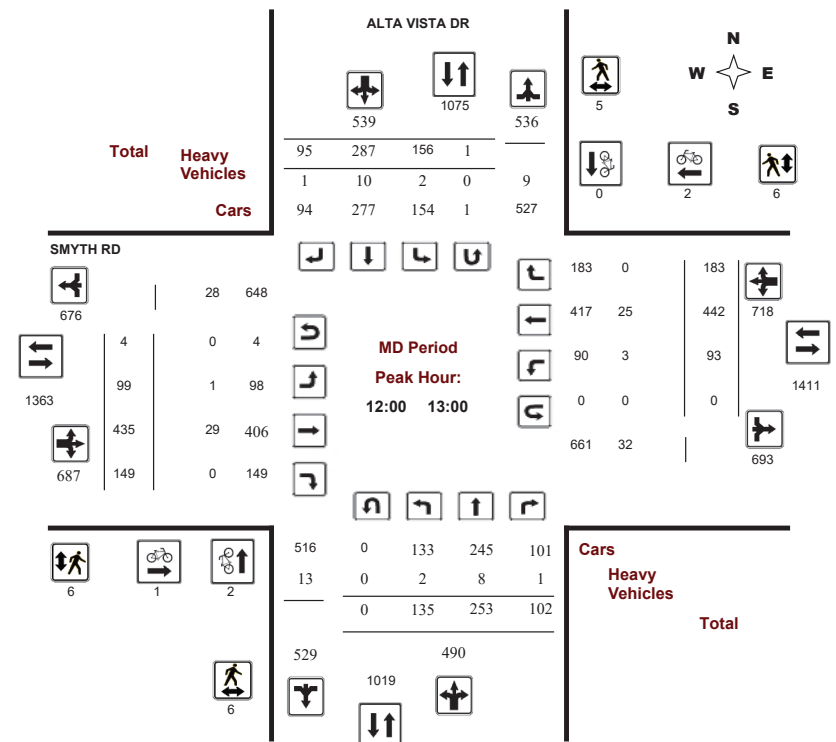 ALTA VISTA DR
N
W E
S
1075
5
539 536
Total Heavy Vehicles
95 287 156 1
1 10 2 0 9
Cars 94 277 154 1 527
0 2 6
SMYTH RD
676 28 648
4 0 4
1363
99 1 98
435 29 406
687 149 0 149
MD Period
Peak Hour:
12:00 13:00
183 0 183
718
417 25 442
90 3 93
1411
0 0 0
661 32
693
516 0 133 245 101 Cars
13 0 2 8 1 Heavy Vehicles
0 135 253 102 Total
6 1 2
529 490
1019
6